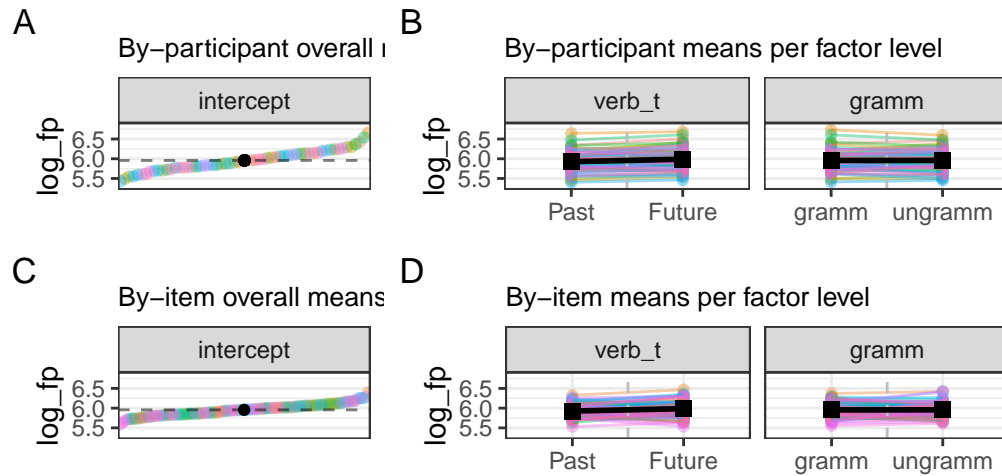 A
By−participant overall
intercept
log_fp
6.5
6.0
5.5
B
By−participant means per factor level
verb_t
gramm
Past
Future
gramm
ungramm
log_fp
6.5
6.0
5.5
C
By−item overall means
intercept
log_fp
6.5
6.0
5.5
D
By−item means per factor level
verb_t
gramm
Past
Future
gramm
ungramm
log_fp
6.5
6.0
5.5